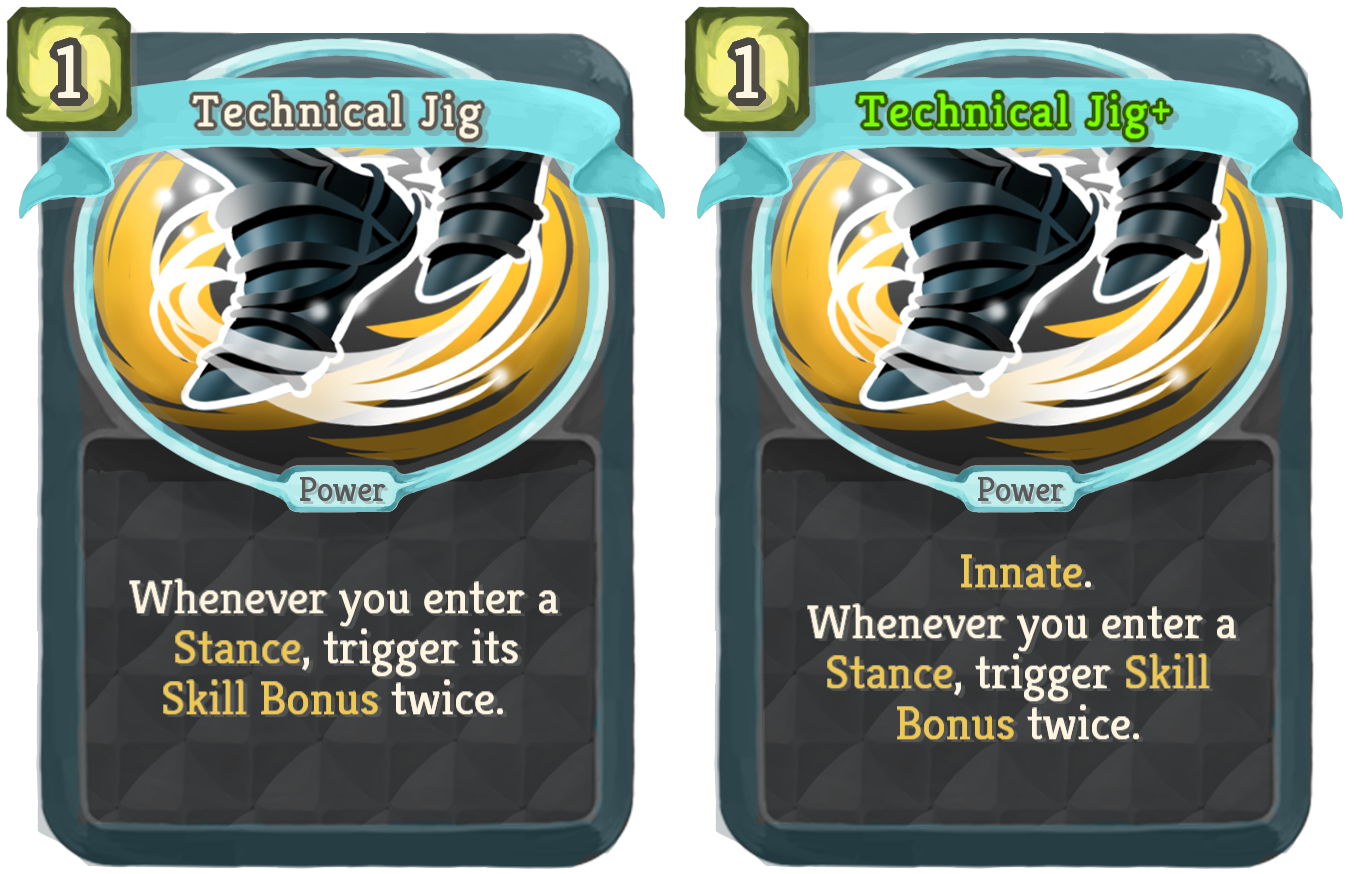 1
Technical Jig
Power
Whenever you enter a
Stance, trigger its
Skill Bonus twice.
1
Technical Jig+
Power
Innate.
Whenever you enter a
Stance, trigger Skill
Bonus twice.